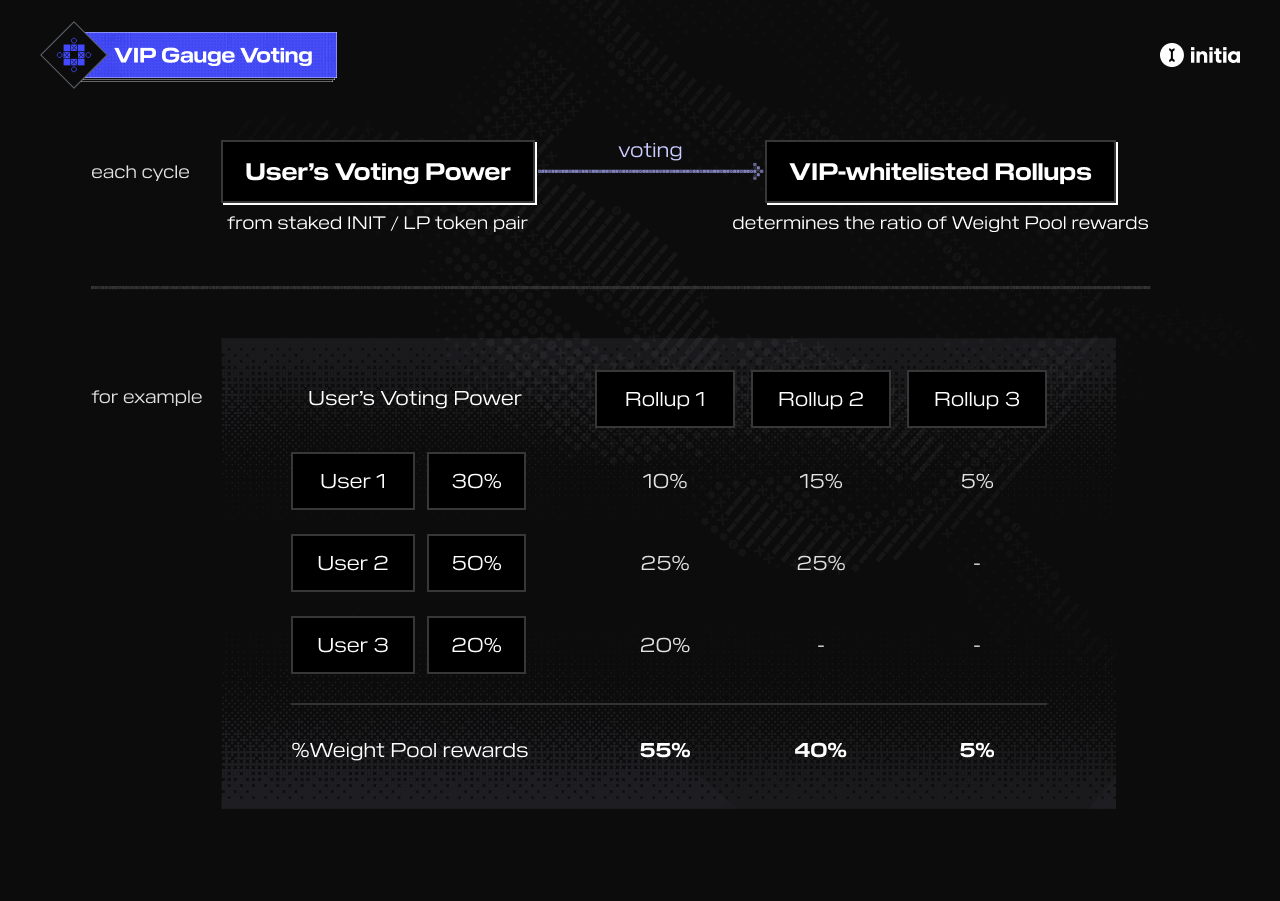 VIP Gauge Voting
initia
each cycle
User's Voting Power
voting
VIP-whitelisted Rollups
from staked INIT / LP token pair
determines the ratio of Weight Pool rewards
for example
User's Voting Power Rollup 1 Rollup 2 Rollup 3
User 1 30% 10% 15% 5%
User 2 50% 25% 25% -
User 3 20% 20% - -
%Weight Pool rewards 55% 40% 5%